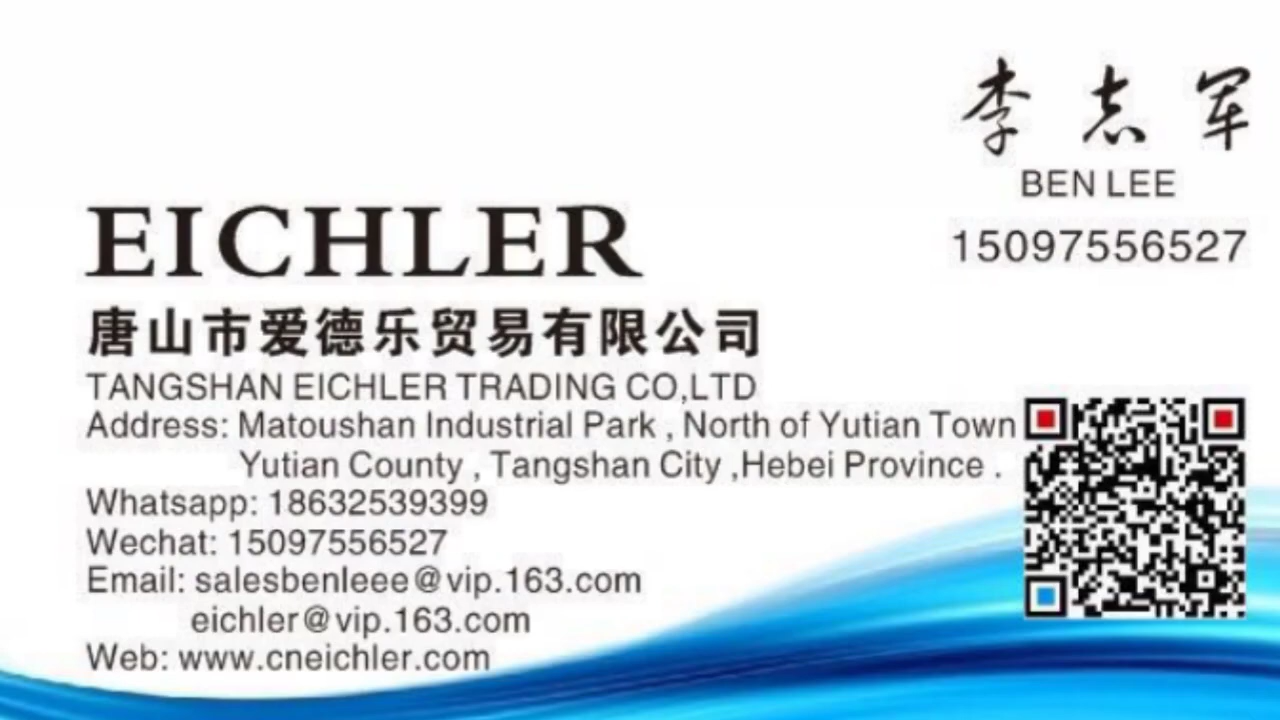 李志军
BEN LEE
15097556527
EICHLER
唐山市爱德乐贸易有限公司
TANGSHAN EICHLER TRADING CO,LTD
Address: Matoushan Industrial Park , North of Yutian Town
Yutian County , Tangshan City ,Hebei Province .
Whatsapp: 18632539399
Wechat: 15097556527
Email: salesbenleee@vip.163.com
eichler@vip.163.com
Web: www.cneichler.com